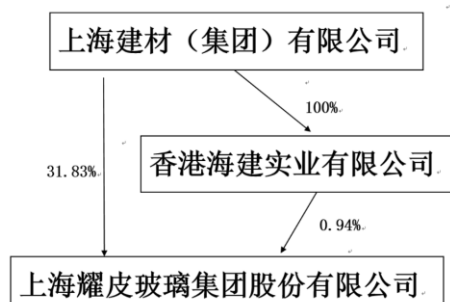 上海建材（集团）有限公司
100%
香港海建实业有限公司
31.83%
0.94%
上海耀皮玻璃集团股份有限公司